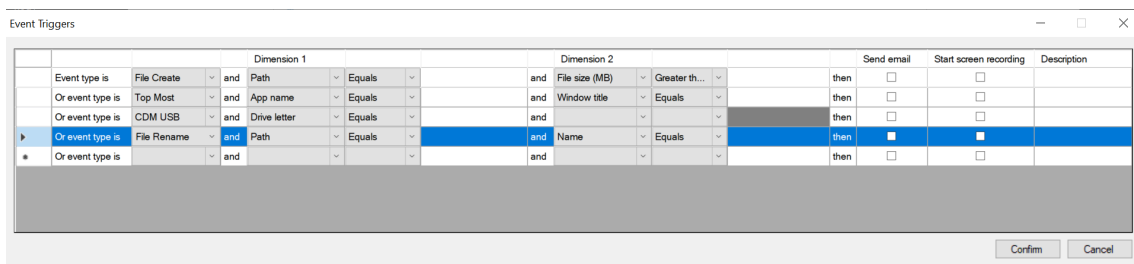 Event Triggers
Dimension 1 Dimension 2 Send email Start screen recording Description
Event type is File Create and Path Equals and File size (MB) Greater th... then
Or event type is Top Most and App name Equals and Window title Equals then
Or event type is CDM USB and Drive letter Equals and then
Or event type is File Rename and Path Equals and Name Equals then
Or event type is and and then
Confirm Cancel